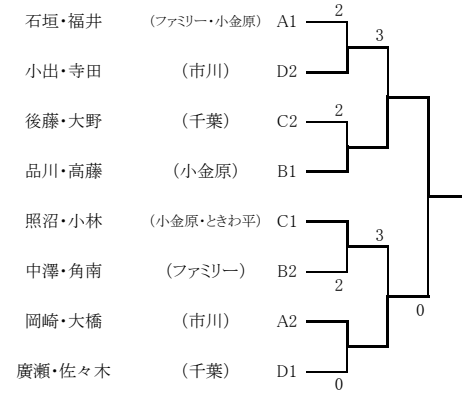 2
石垣・福井 (ファミリー・小金原) A1
3
小出・寺田 (市川) D2
2
後藤・大野 (千葉) C2
品川・高藤 (小金原) B1
照沼・小林 (小金原・ときわ平) C1
3
中澤・角南 (ファミリー) B2
2
0
岡崎・大橋 (市川) A2
廣瀬・佐々木 (千葉) D1
0